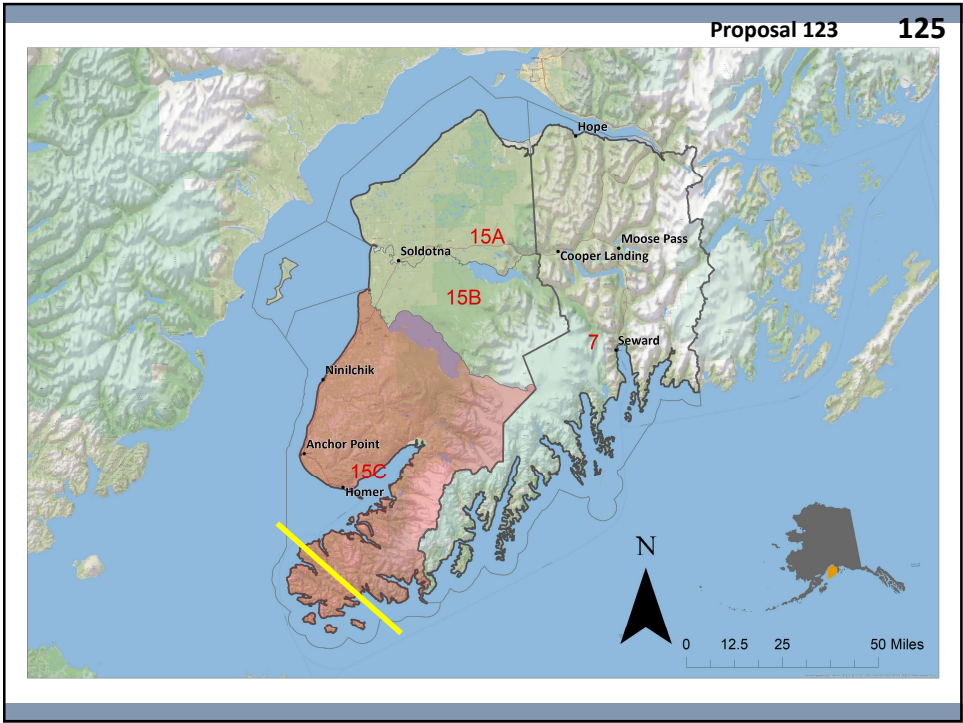 Proposal 123
125
Hope
15A
Moose Pass
Soldotna
Cooper Landing
15B
7
Seward
Ninilchik
Anchor Point
15C
Homer
N
0 12.5 25 50 Miles